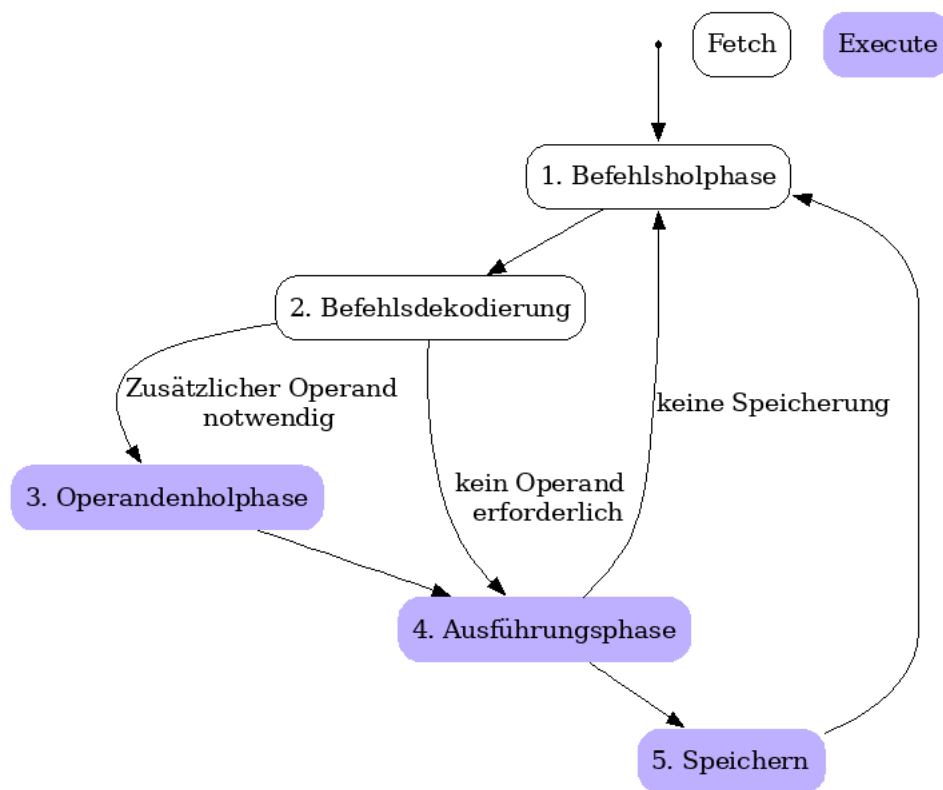 Fetch
Execute
1. Befehlsholphase
2. Befehlsdekodierung
Zusätzlicher Operand
notwendig
keine Speicherung
kein Operand
erforderlich
3. Operandenholphase
4. Ausführungsphase
5. Speichern